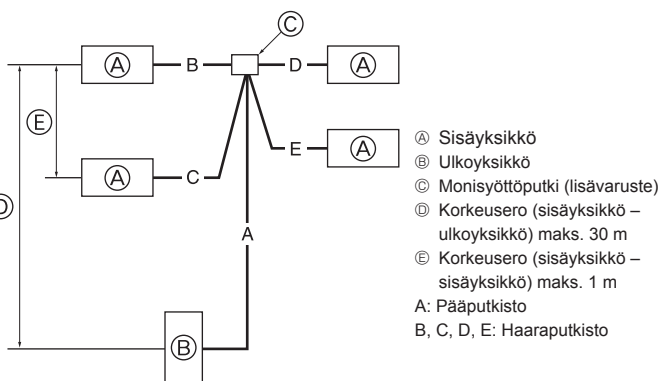 Ⓒ
Ⓐ B D Ⓐ
Ⓔ
E Ⓐ
Ⓐ C
Ⓓ
A
Ⓑ
Ⓐ Sisäyksikkö
Ⓑ Ulkoyksikkö
Ⓒ Monisyöttöputki (lisävaruste)
Ⓓ Korkeusero (sisäyksikkö –
ulkoyksikkö) maks. 30 m
Ⓔ Korkeusero (sisäyksikkö –
sisäyksikkö) maks. 1 m
A: Pääputkisto
B, C, D, E: Haaraputkisto